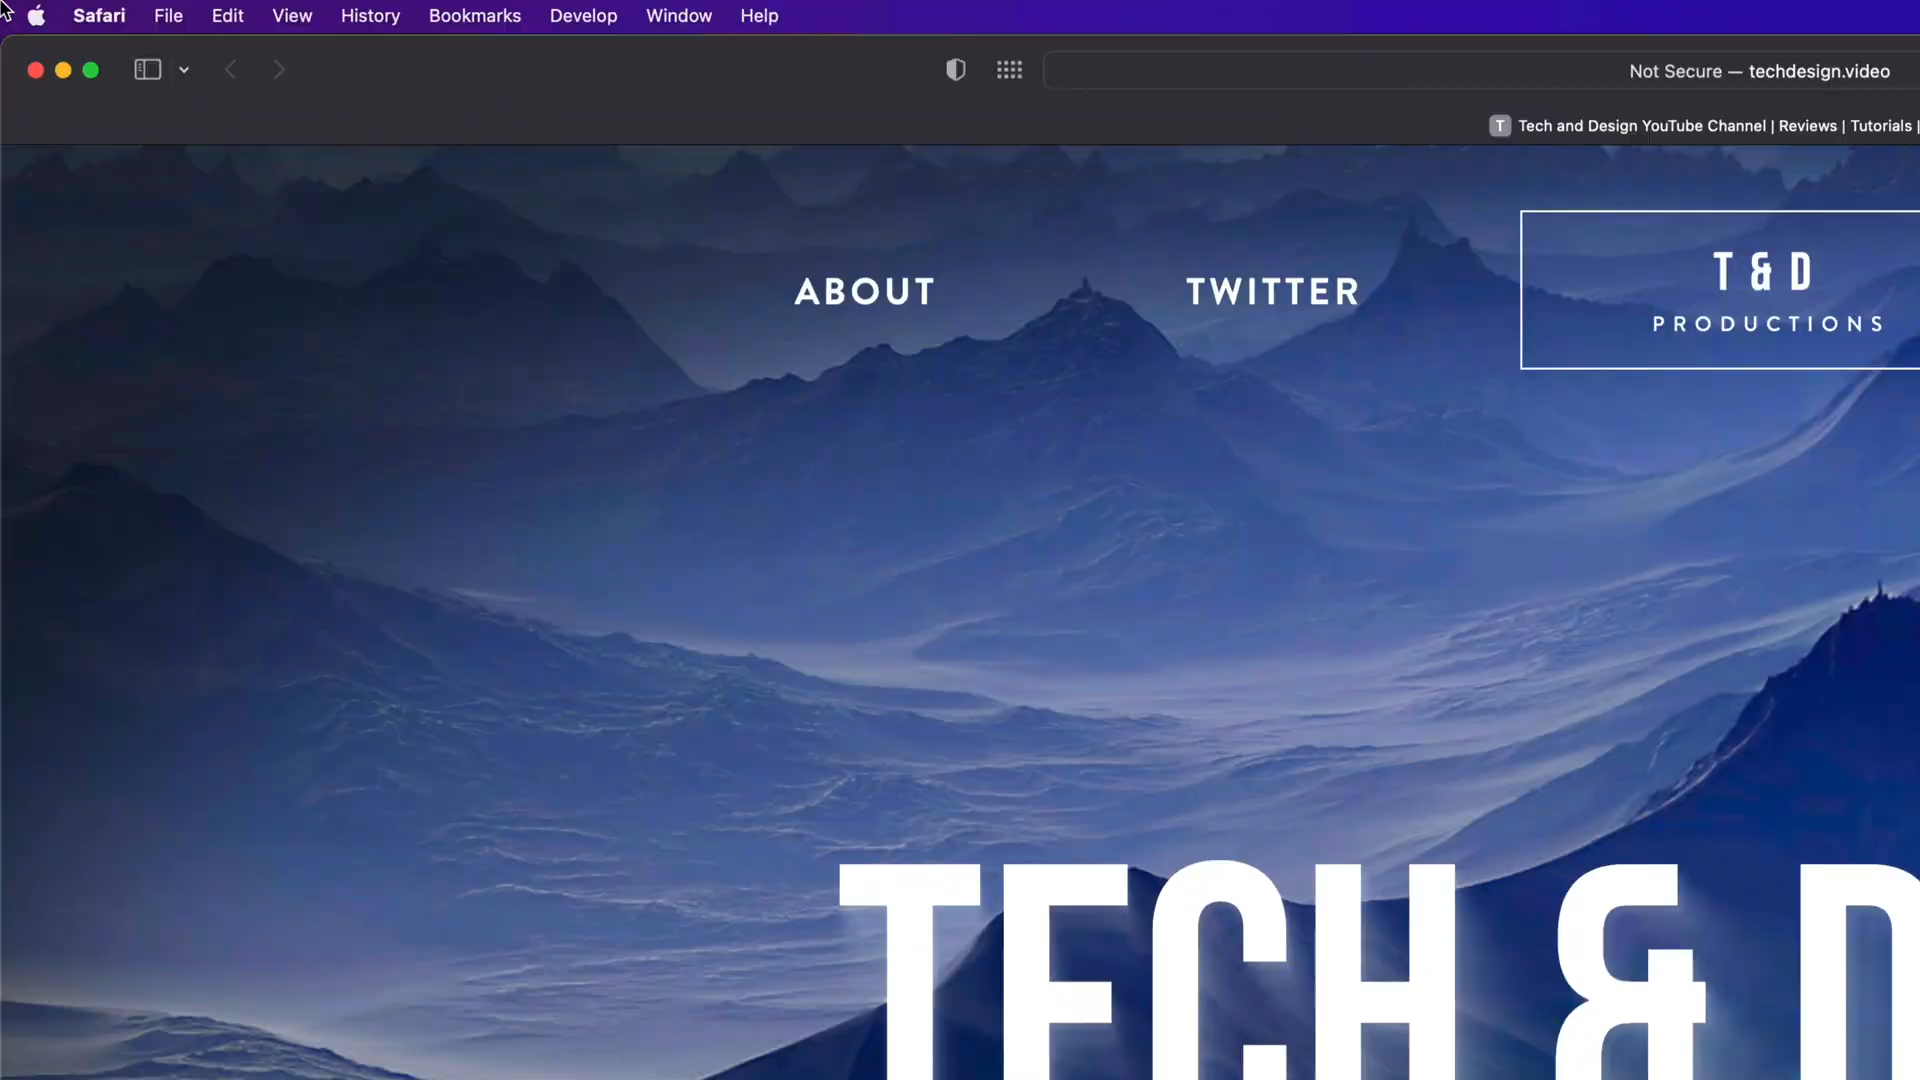 Safari File Edit View History Bookmarks Develop Window Help
Not Secure — techdesign.video
T Tech and Design YouTube Channel | Reviews | Tutorials |
ABOUT TWITTER
T & D
PRODUCTIONS
TECH & D